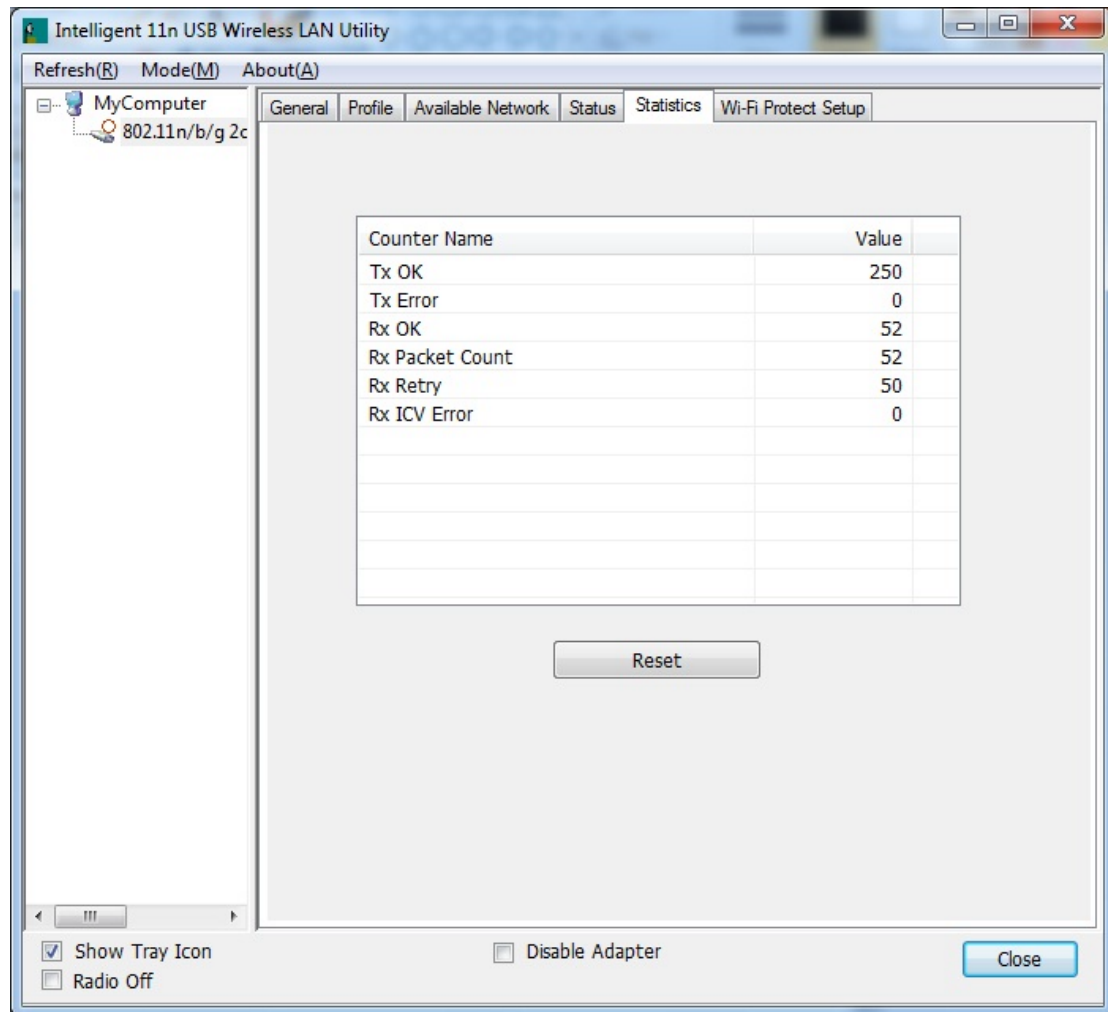 Intelligent 11n USB Wireless LAN Utility
Refresh(R) Mode(M) About(A)
MyComputer
802.11n/b/g 2c
General Profile Available Network Status Statistics Wi-Fi Protect Setup
Counter Name Value
Tx OK 250
Tx Error 0
Rx OK 52
Rx Packet Count 52
Rx Retry 50
Rx ICV Error 0
Reset
Show Tray Icon
Disable Adapter
Radio Off
Close